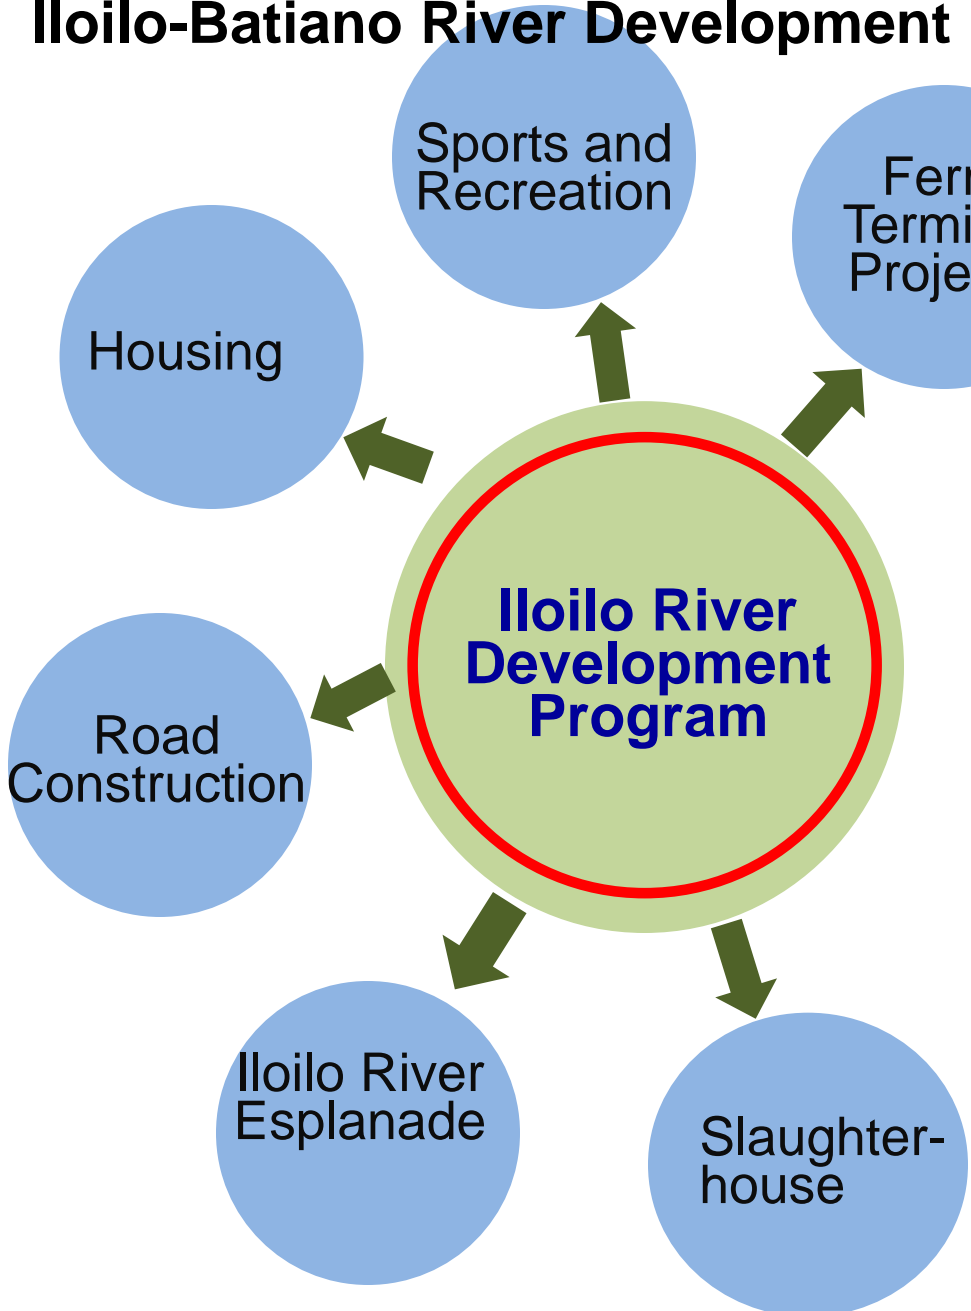 Iloilo-Batiano River Development
Sports and
Recreation
Housing
Iloilo River
Development
Program
Road
Construction
Iloilo River
Esplanade
Slaughter-
house